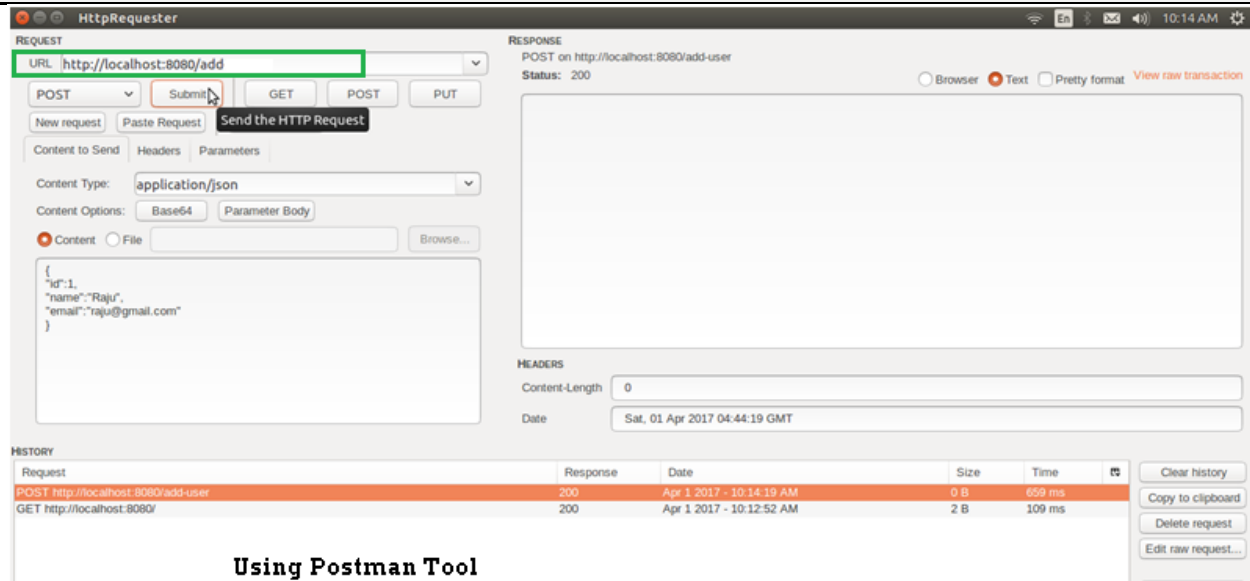 HttpRequester
En
10:14 AM
REQUEST
URL http://localhost:8080/add
POST Submit GET POST PUT
New request Paste Request Send the HTTP Request
Content to Send Headers Parameters
Content Type: application/json
Content Options: Base64 Parameter Body
Content File Browse...
{
"id":1,
"name":"Raju",
"email":"raju@gmail.com"
}
RESPONSE
POST on http://localhost:8080/add-user
Status: 200
Browser Text Pretty format View raw transaction
HEADERS
Content-Length 0
Date Sat, 01 Apr 2017 04:44:19 GMT
HISTORY
Request Response Date Size Time
POST http://localhost:8080/add-user 200 Apr 1 2017 - 10:14:19 AM 0 B 659 ms
GET http://localhost:8080/ 200 Apr 1 2017 - 10:12:52 AM 2 B 109 ms
Clear history
Copy to clipboard
Delete request
Edit raw request...
Using Postman Tool